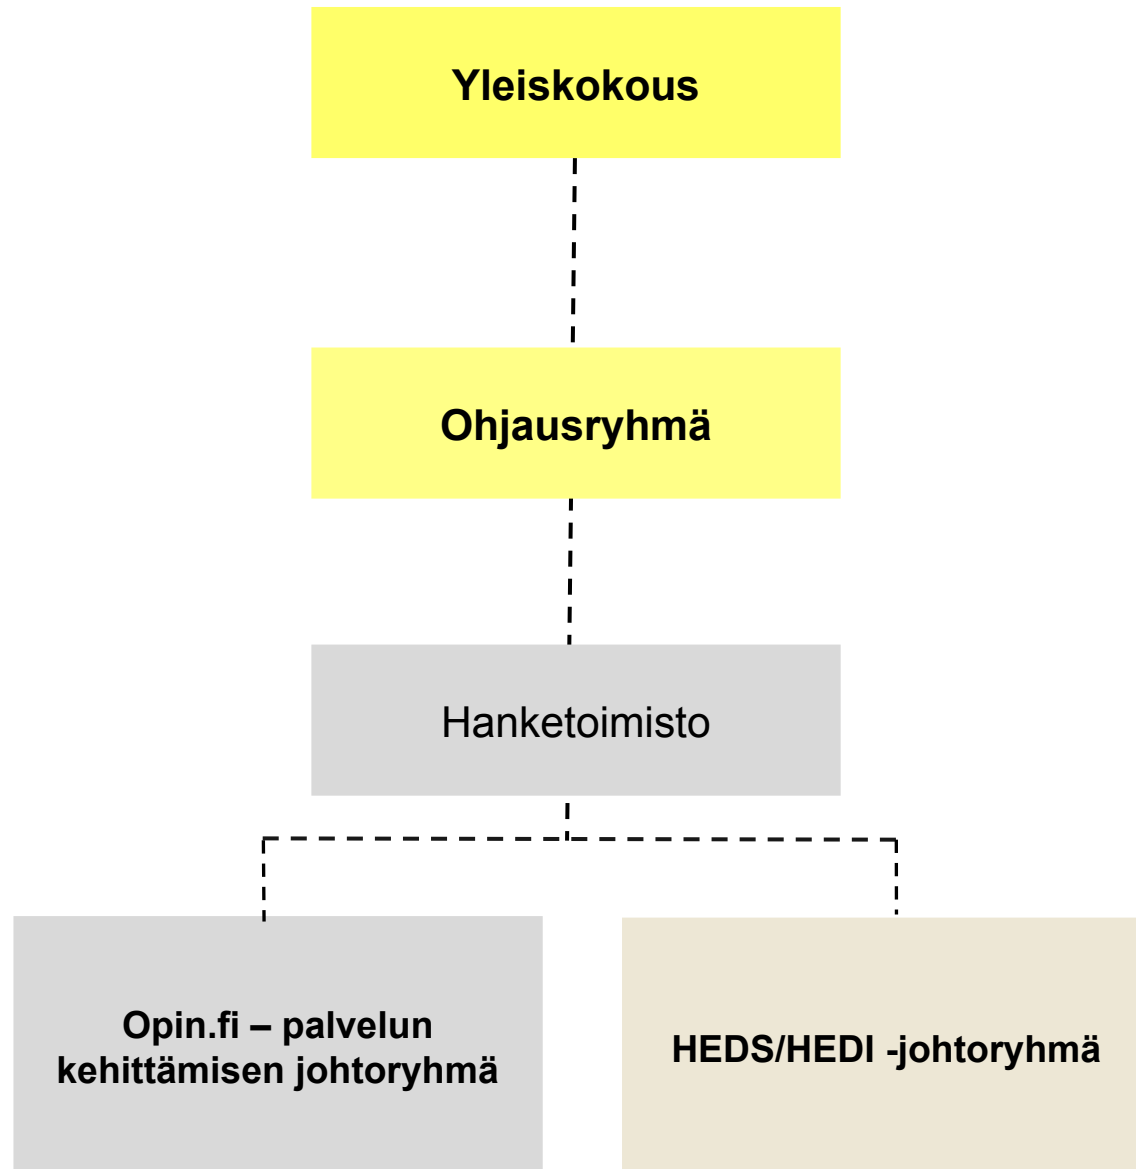 Yleiskokous
Ohjausryhmä
Hanketoimisto
Opin.fi – palvelun
kehittämisen johtoryhmä
HEDS/HEDI -johtoryhmä